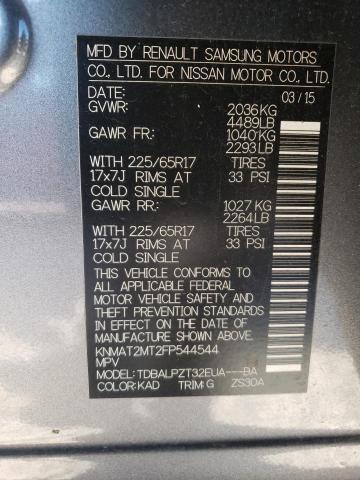 MFD BY RENAULT SAMSUNG MOTORS
CO., LTD. FOR NISSAN MOTOR CO., LTD.
DATE: 03/15
GVWR: 2036KG
4489LB
GAWR FR: 1040KG
2293LB
WITH 225/65R17 TIRES
17x7J RIMS AT 33 PSI
COLD SINGLE
GAWR RR: 1027KG
2264LB
WITH 225/65R17 TIRES
17x7J RIMS AT 33 PSI
COLD SINGLE
THIS VEHICLE CONFORMS TO
ALL APPLICABLE FEDERAL
MOTOR VEHICLE SAFETY, BUMPER,
& THEFT PREVENTION STANDARDS
IN EFFECT ON THE DATE OF
MANUFACTURE SHOWN ABOVE.
KNMAT2MT2FP544544
MPV
MODEL:TDBALPZT32EUA---BA
COLOR:KAD TRIM:G ZS30A